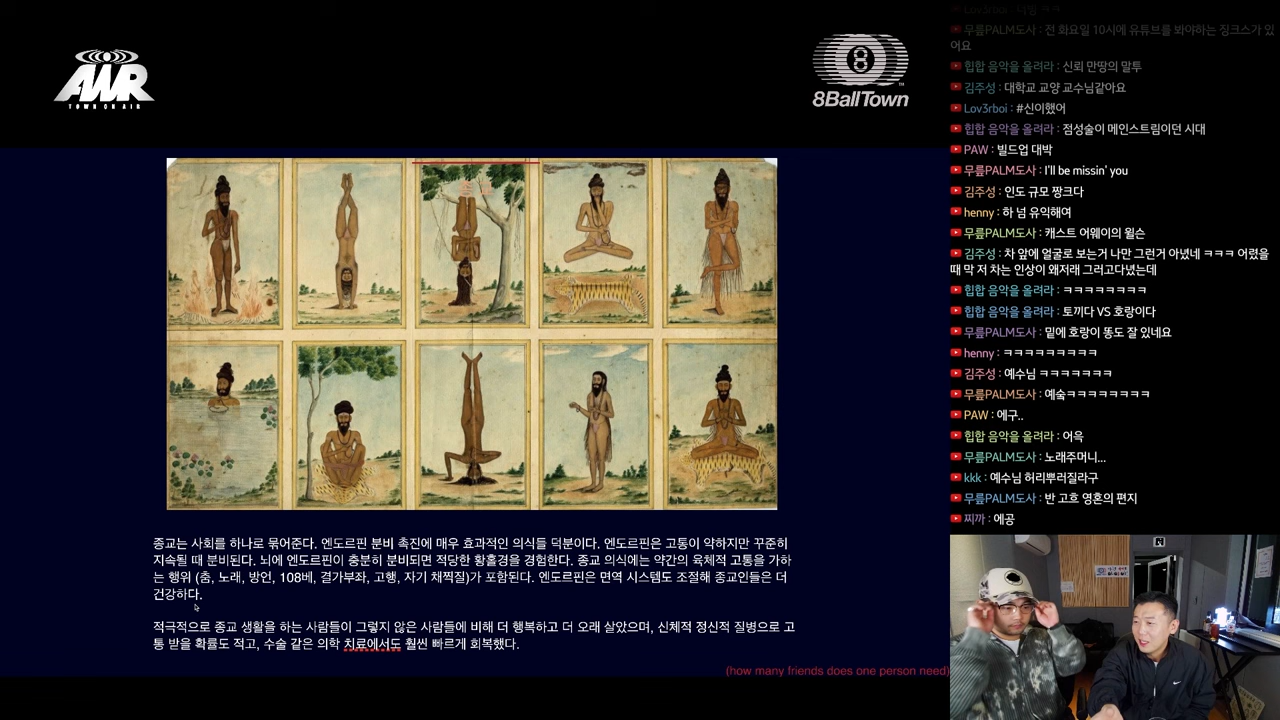 AIR
TOWN ON AIR
8
8BallTown
종교는 사회를 하나로 묶어준다. 엔도르핀 분비 촉진에 매우 효과적인 의식들 덕분이다. 엔도르핀은 고통이 약하지만 꾸준히
지속될 때 분비된다. 뇌에 엔도르핀이 충분히 분비되면 적당한 황홀경을 경험한다. 종교 의식에는 약간의 육체적 고통을 가하
는 행위 (춤, 노래, 방언, 108베, 결가부좌, 고행, 자기 채찍질)가 포함된다. 엔도르핀은 면역 시스템도 조절해 종교인들은 더
건강하다.
적극적으로 종교 생활을 하는 사람들이 그렇지 않은 사람들에 비해 더 행복하고 더 오래 살았으며, 신체적 정신적 질병으로 고
통 받을 확률도 적고, 수술 같은 의학 치료에서도 훨씬 빠르게 회복했다.
(how many friends does one person need)
무릎PALM도사 : 전 화요일 10시에 유튜브를 봐야하는 징크스가 있
어요
힙합 음악을 올려라 : 신뢰 만땅의 말투
김주성 : 대학교 교양 교수님같아요
Lov3rboi : #신이했어
힙합 음악을 올려라 : 점성술이 메인스트림이던 시대
PAW : 빌드업 대박
무릎PALM도사 : I'll be missin' you
김주성 : 인도 규모 짱크다
henny : 하 넘 유익해여
무릎PALM도사 : 캐스트 어웨이의 윌슨
김주성 : 차 앞에 얼굴로 보는거 나만 그런거 아녔네 ㅋㅋㅋ 어렸을
때 막 저 차는 인상이 왜저래 그러고다녔는데
힙합 음악을 올려라 : ㅋㅋㅋㅋㅋㅋㅋㅋ
힙합 음악을 올려라 : 토끼다 VS 호랑이다
무릎PALM도사 : 밑에 호랑이 똥도 잘 있네요
henny : ㅋㅋㅋㅋㅋㅋㅋㅋㅋ
김주성 : 예수님 ㅋㅋㅋㅋㅋㅋㅋ
무릎PALM도사 : 예숰ㅋㅋㅋㅋㅋㅋㅋㅋ
PAW : 에구..
힙합 음악을 올려라 : 어윽
무릎PALM도사 : 노래주머니...
kkk : 예수님 허리뿌러질라구
무릎PALM도사 : 반 고흐 영혼의 편지
찌까 : 에공